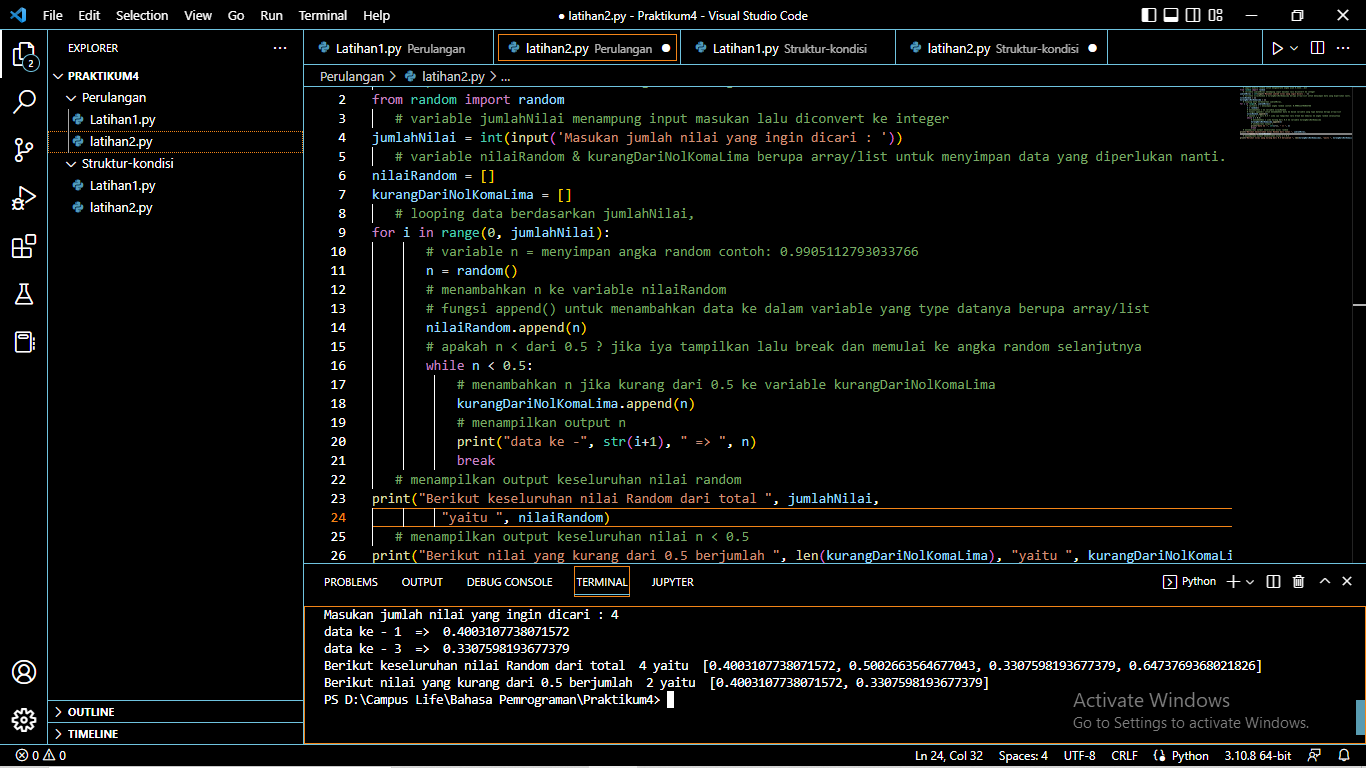 File Edit Selection View Go Run Terminal Help
● latihan2.py - Praktikum4 - Visual Studio Code
2
EXPLORER ...
PRAKTIKUM4
Perulangan
Latihan1.py
latihan2.py
Struktur-kondisi
Latihan1.py
latihan2.py
OUTLINE
TIMELINE
Latihan1.py Perulangan latihan2.py Perulangan ● Latihan1.py Struktur-kondisi latihan2.py Struktur-kondisi ●
Perulangan > latihan2.py > ...
2 from random import random
3 # variable jumlahNilai menampung input masukan lalu diconvert ke integer
4 jumlahNilai = int(input('Masukan jumlah nilai yang ingin dicari : '))
5 # variable nilaiRandom & kurangDariNolKomaLima berupa array/list untuk menyimpan data yang diperlukan nanti.
6 nilaiRandom = []
7 kurangDariNolKomaLima = []
8 # looping data berdasarkan jumlahNilai,
9 for i in range(0, jumlahNilai):
10 # variable n = menyimpan angka random contoh: 0.9905112793033766
11 n = random()
12 # menambahkan n ke variable nilaiRandom
13 # fungsi append() untuk menambahkan data ke dalam variable yang type datanya berupa array/list
14 nilaiRandom.append(n)
15 # apakah n < dari 0.5 ? jika iya tampilkan lalu break dan memulai ke angka random selanjutnya
16 while n < 0.5:
17 # menambahkan n jika kurang dari 0.5 ke variable kurangDariNolKomaLima
18 kurangDariNolKomaLima.append(n)
19 # menampilkan output n
20 print("data ke -", str(i+1), " => ", n)
21 break
22 # menampilkan output keseluruhan nilai random
23 print("Berikut keseluruhan nilai Random dari total ", jumlahNilai,
24 "yaitu ", nilaiRandom)
25 # menampilkan output keseluruhan nilai n < 0.5
26 print("Berikut nilai yang kurang dari 0.5 berjumlah ", len(kurangDariNolKomaLima), "yaitu ", kurangDariNolKomaLi
PROBLEMS OUTPUT DEBUG CONSOLE TERMINAL JUPYTER Python
Masukan jumlah nilai yang ingin dicari : 4
data ke - 1 => 0.4003107738071572
data ke - 3 => 0.3307598193677379
Berikut keseluruhan nilai Random dari total 4 yaitu [0.4003107738071572, 0.5002663564677043, 0.3307598193677379, 0.6473769368021826]
Berikut nilai yang kurang dari 0.5 berjumlah 2 yaitu [0.4003107738071572, 0.3307598193677379]
PS D:\Campus Life\Bahasa Pemrograman\Praktikum4>
Activate Windows
Go to Settings to activate Windows.
0 0 Ln 24, Col 32 Spaces: 4 UTF-8 CRLF Python 3.10.8 64-bit